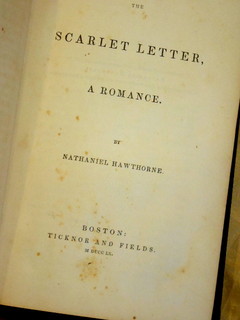 THE
SCARLET LETTER,
A ROMANCE.
BY
NATHANIEL HAWTHORNE.
BOSTON:
TICKNOR AND FIELDS.